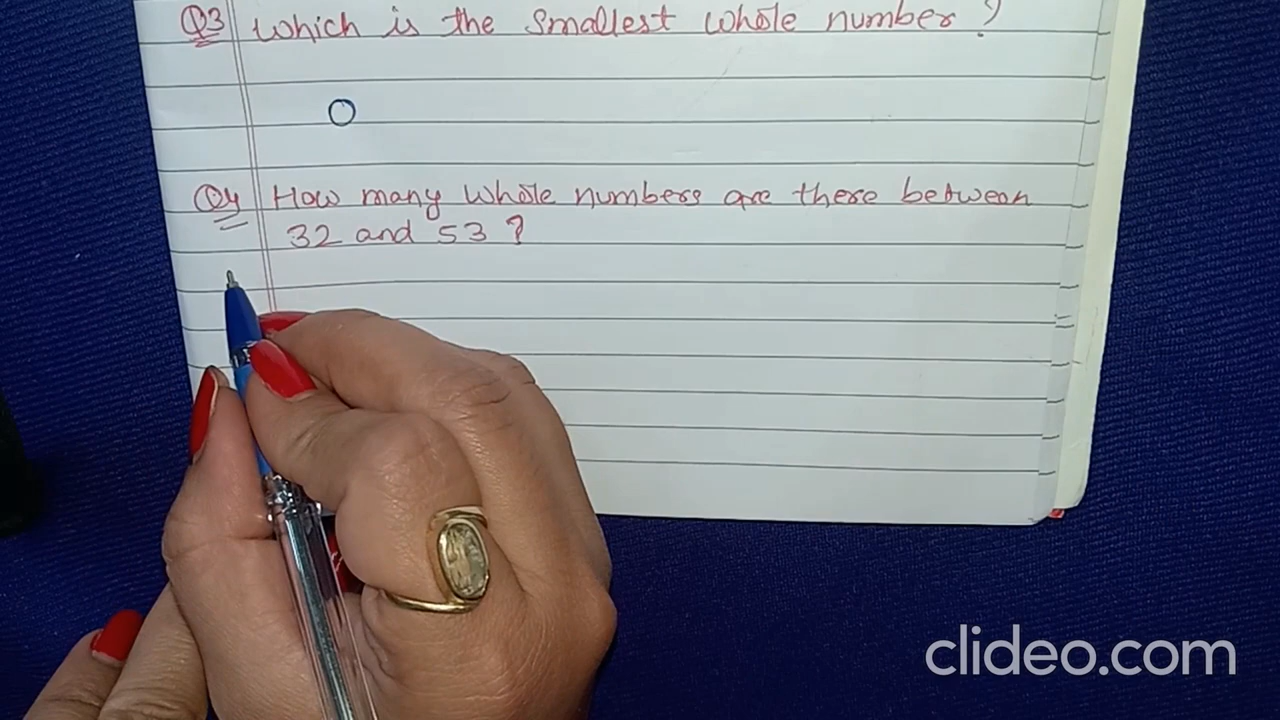 Q3 Which is the smallest whole number ?
0
Q4 How many whole numbers are there between
32 and 53 ?
clideo.com